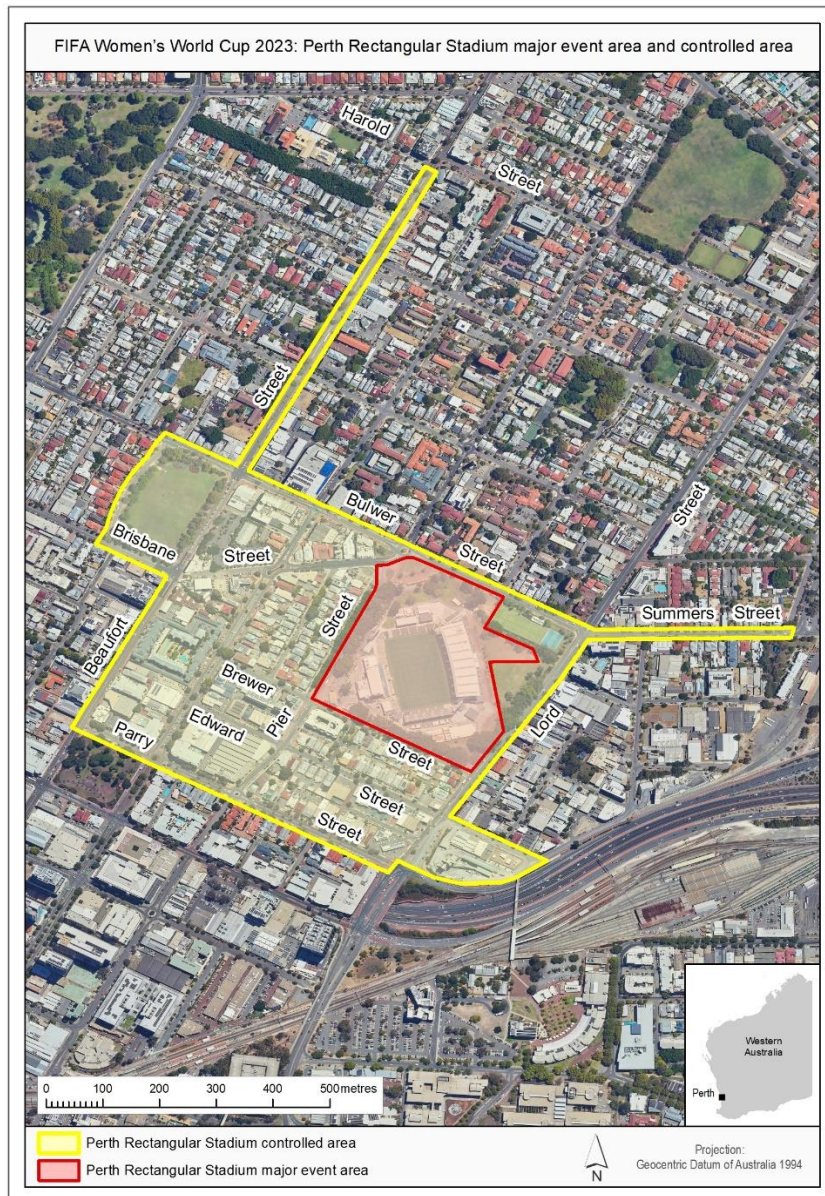 FIFA Women's World Cup 2023: Perth Rectangular Stadium major event area and controlled area
Harold
Street
Street
Bulwer
Street
Street
Brisbane
Street
Street
Summers Street
Beaufort
Brewer
Pier
Edward
Lord
Parry
Street
Street
Street
Western
Australia
Perth
0 100 200 300 500 metres
Perth Rectangular Stadium controlled area
Perth Rectangular Stadium major event area
N
Projection:
Geocentric Datum of Australia 1994